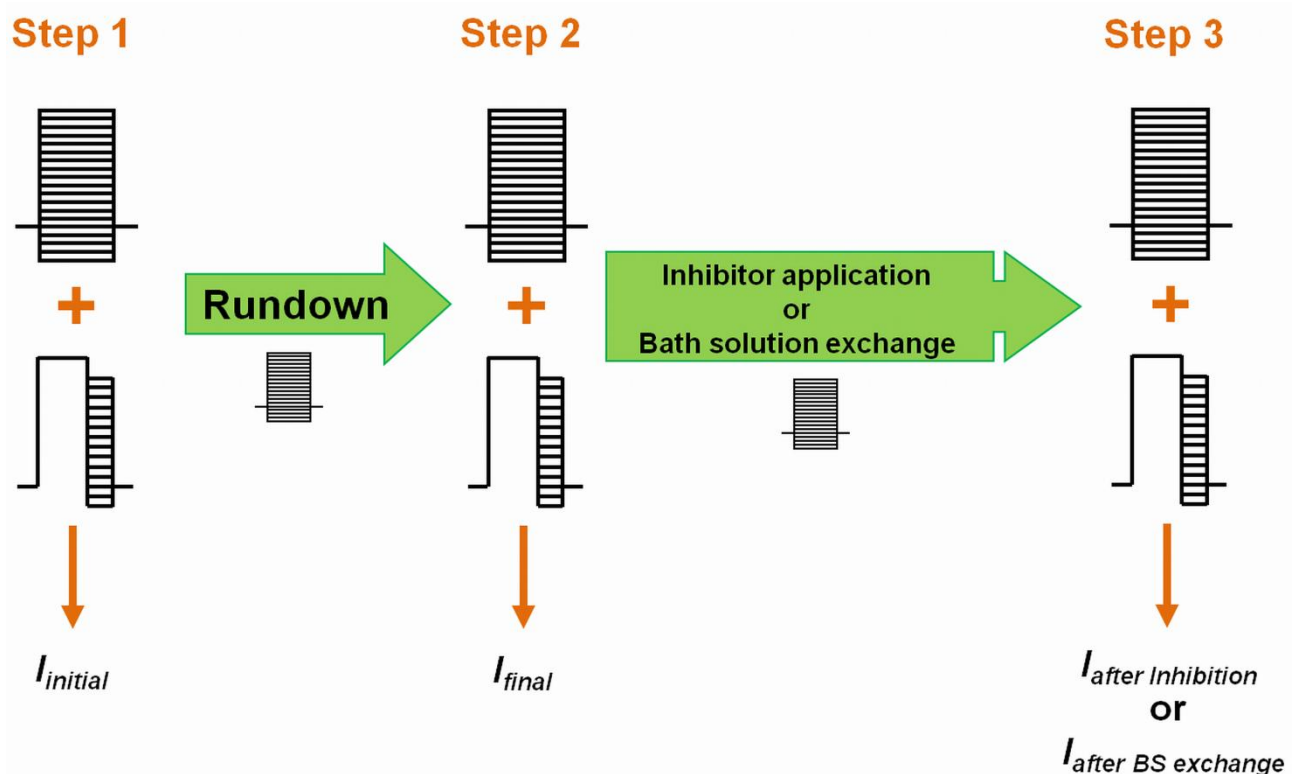 Step 1
Step 2
Step 3
+
+
+
Rundown
Inhibitor application
or
Bath solution exchange
I initial
I final
I after Inhibition
or
I after BS exchange